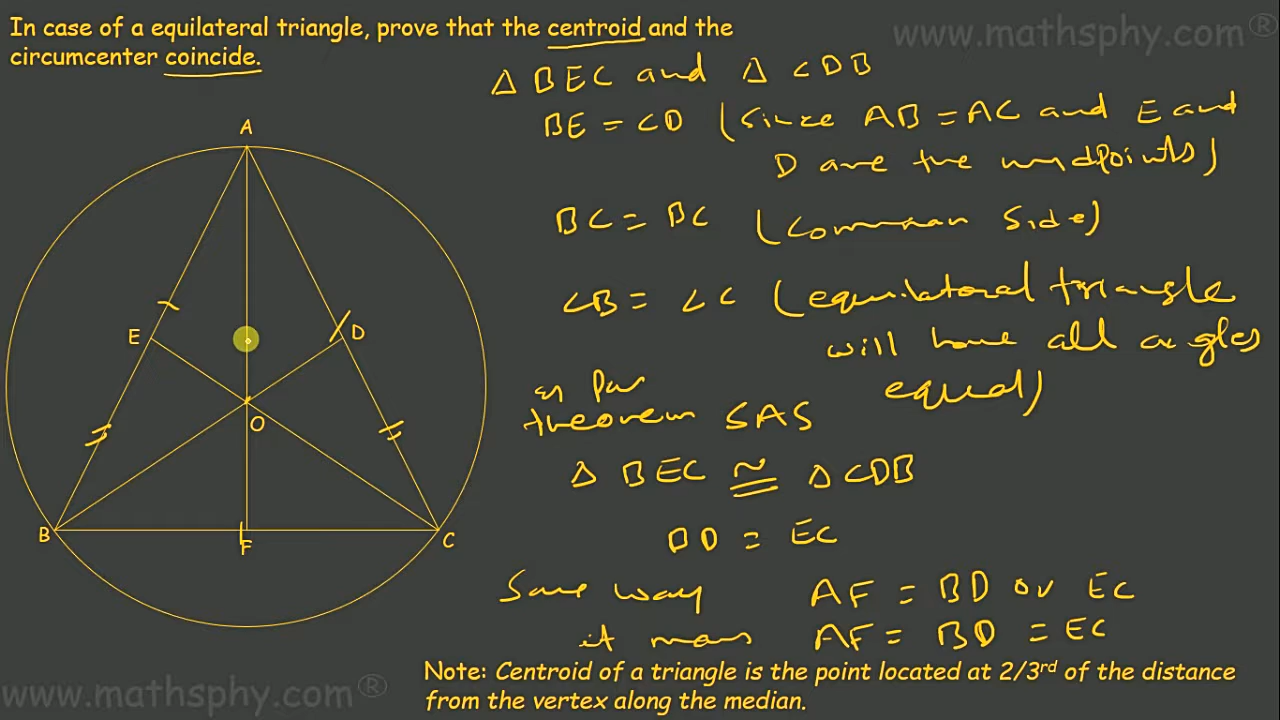 In case of a equilateral triangle, prove that the centroid and the
circumcenter coincide.
www.mathsphy.com®
Δ BEC and Δ CDB
BE = CD (Since AB = AC and E and
D are the midpoints)
BC = BC (Common Side)
∠B = ∠C (equilateral triangle
will have all angles
equal)
as Per
theorem SAS
Δ BEC ≅ Δ CDB
BD = EC
Same way AF = BD or EC
it means AF = BD = EC
A
E
D
O
B
F
C
Note: Centroid of a triangle is the point located at 2/3rd of the distance
from the vertex along the median.
www.mathsphy.com®